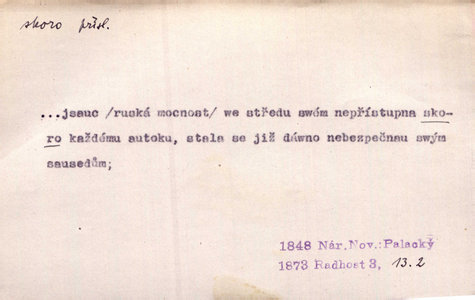 skoro přísl.
...jsauc /ruská mocnost/ we středu swém nepřístupna sko-
ro každému autoku, stala se již dáwno nebezpečnau swým
sausedům;
1848 Nár.Nov.:Palacký
1873 Radhost 3, 13.2